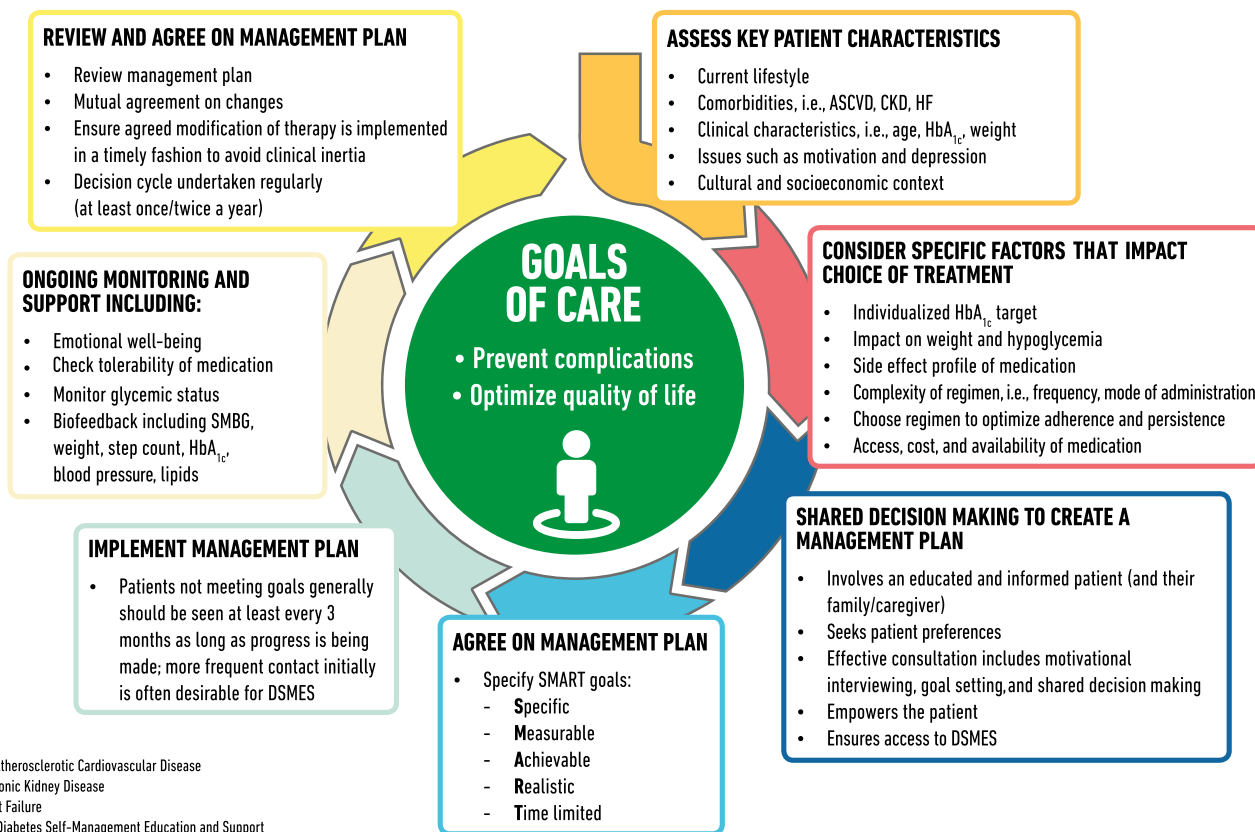 REVIEW AND AGREE ON MANAGEMENT PLAN
• Review management plan
• Mutual agreement on changes
• Ensure agreed modification of therapy is implemented
in a timely fashion to avoid clinical inertia
• Decision cycle undertaken regularly
(at least once/twice a year)
ASSESS KEY PATIENT CHARACTERISTICS
• Current lifestyle
• Comorbidities, i.e., ASCVD, CKD, HF
• Clinical characteristics, i.e., age, HbA1c, weight
• Issues such as motivation and depression
• Cultural and socioeconomic context
GOALS
OF CARE
• Prevent complications
• Optimize quality of life
CONSIDER SPECIFIC FACTORS THAT IMPACT
CHOICE OF TREATMENT
• Individualized HbA1c target
• Impact on weight and hypoglycemia
• Side effect profile of medication
• Complexity of regimen, i.e., frequency, mode of administration
• Choose regimen to optimize adherence and persistence
• Access, cost, and availability of medication
SHARED DECISION MAKING TO CREATE A
MANAGEMENT PLAN
• Involves an educated and informed patient (and their
family/caregiver)
• Seeks patient preferences
• Effective consultation includes motivational
interviewing, goal setting, and shared decision making
• Empowers the patient
• Ensures access to DSMES
AGREE ON MANAGEMENT PLAN
• Specify SMART goals:
- Specific
- Measurable
- Achievable
- Realistic
- Time limited
IMPLEMENT MANAGEMENT PLAN
• Patients not meeting goals generally
should be seen at least every 3
months as long as progress is being
made; more frequent contact initially
is often desirable for DSMES
ONGOING MONITORING AND
SUPPORT INCLUDING:
• Emotional well-being
• Check tolerability of medication
• Monitor glycemic status
• Biofeedback including SMBG,
weight, step count, HbA1c,
blood pressure, lipids
therosclerotic Cardiovascular Disease
onic Kidney Disease
t Failure
Diabetes Self-Management Education and Support